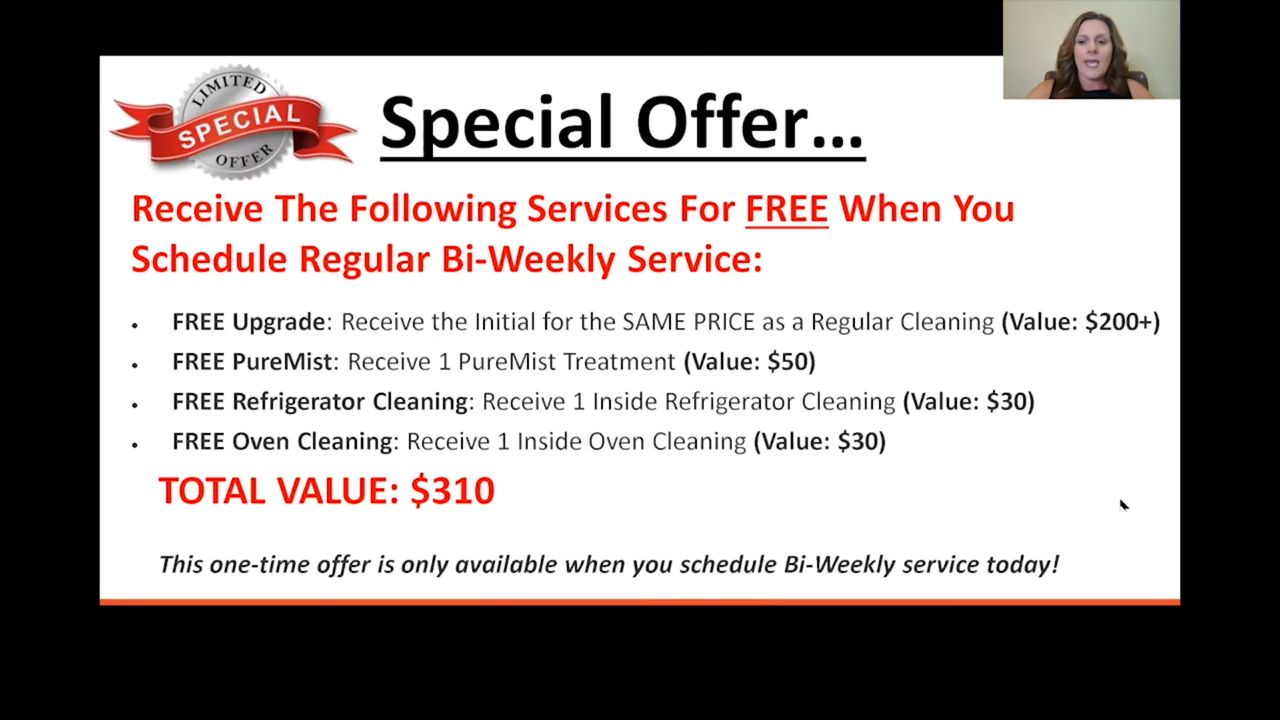 LIMITED
SPECIAL
OFFER
Special Offer...
Receive The Following Services For FREE When You
Schedule Regular Bi-Weekly Service:
• FREE Upgrade: Receive the Initial for the SAME PRICE as a Regular Cleaning (Value: $200+)
• FREE PureMist: Receive 1 PureMist Treatment (Value: $50)
• FREE Refrigerator Cleaning: Receive 1 Inside Refrigerator Cleaning (Value: $30)
• FREE Oven Cleaning: Receive 1 Inside Oven Cleaning (Value: $30)
TOTAL VALUE: $310
This one-time offer is only available when you schedule Bi-Weekly service today!